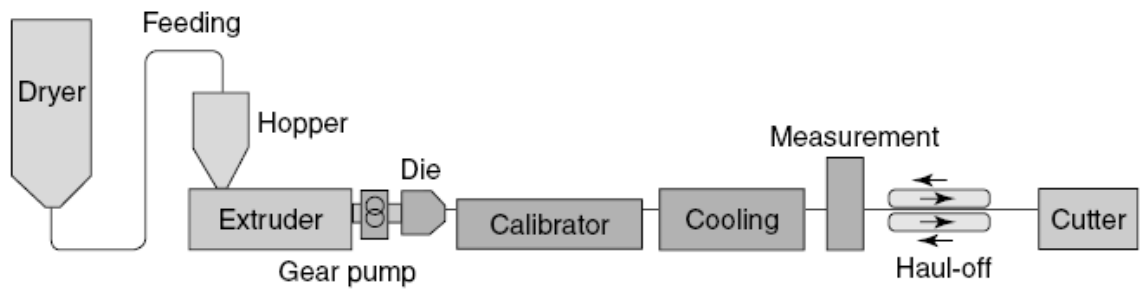 Feeding
Dryer
Hopper
Measurement
Die
Extruder
Calibrator
Cooling
Cutter
Gear pump
Haul-off